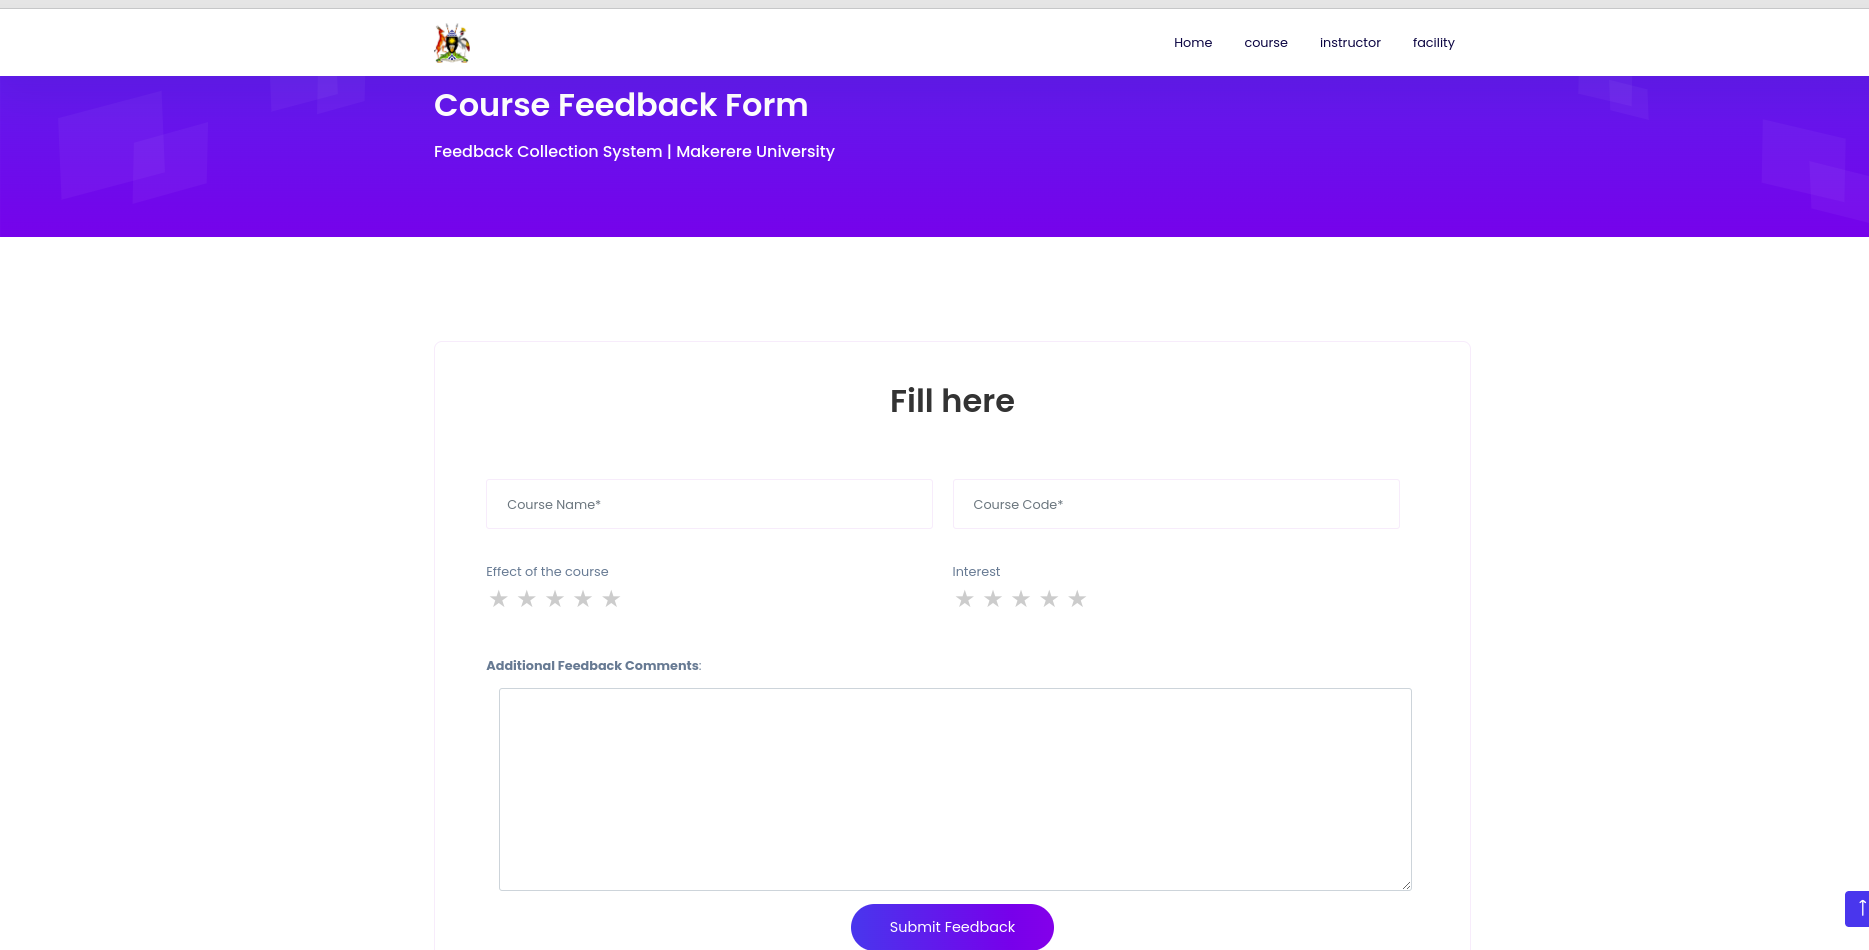 Home course instructor facility
Course Feedback Form
Feedback Collection System | Makerere University
Fill here
Course Name* Course Code*
Effect of the course Interest
Additional Feedback Comments:
Submit Feedback